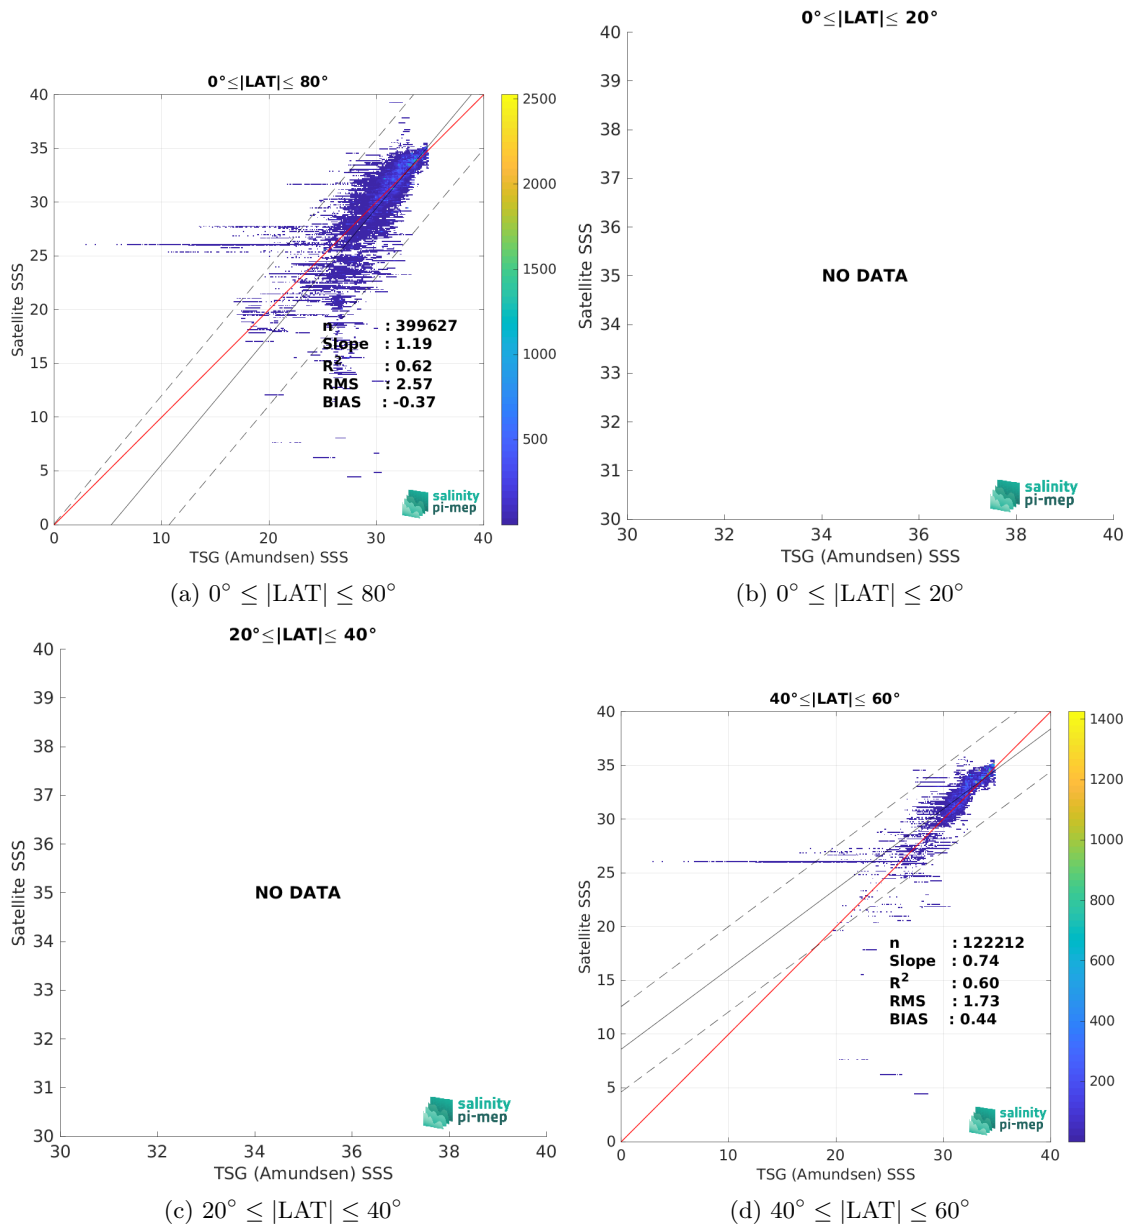 0°≤|LAT|≤ 80°
40
35
30
25
20
15
10
5
0
Satellite SSS
0
10
20
30
40
TSG (Amundsen) SSS
2500
2000
1500
1000
500
n : 399627
Slope : 1.19
R² : 0.62
RMS : 2.57
BIAS : -0.37
salinity
pi-mep
(a) 0° ≤ |LAT| ≤ 80°
0°≤|LAT|≤ 20°
40
39
38
37
36
35
34
33
32
31
30
Satellite SSS
NO DATA
30
32
34
36
38
40
TSG (Amundsen) SSS
salinity
pi-mep
(b) 0° ≤ |LAT| ≤ 20°
20°≤|LAT|≤ 40°
40
39
38
37
36
35
34
33
32
31
30
Satellite SSS
NO DATA
30
32
34
36
38
40
TSG (Amundsen) SSS
salinity
pi-mep
(c) 20° ≤ |LAT| ≤ 40°
40°≤|LAT|≤ 60°
40
35
30
25
20
15
10
5
0
Satellite SSS
0
10
20
30
40
TSG (Amundsen) SSS
1400
1200
1000
800
600
400
200
n : 122212
Slope : 0.74
R² : 0.60
RMS : 1.73
BIAS : 0.44
salinity
pi-mep
(d) 40° ≤ |LAT| ≤ 60°